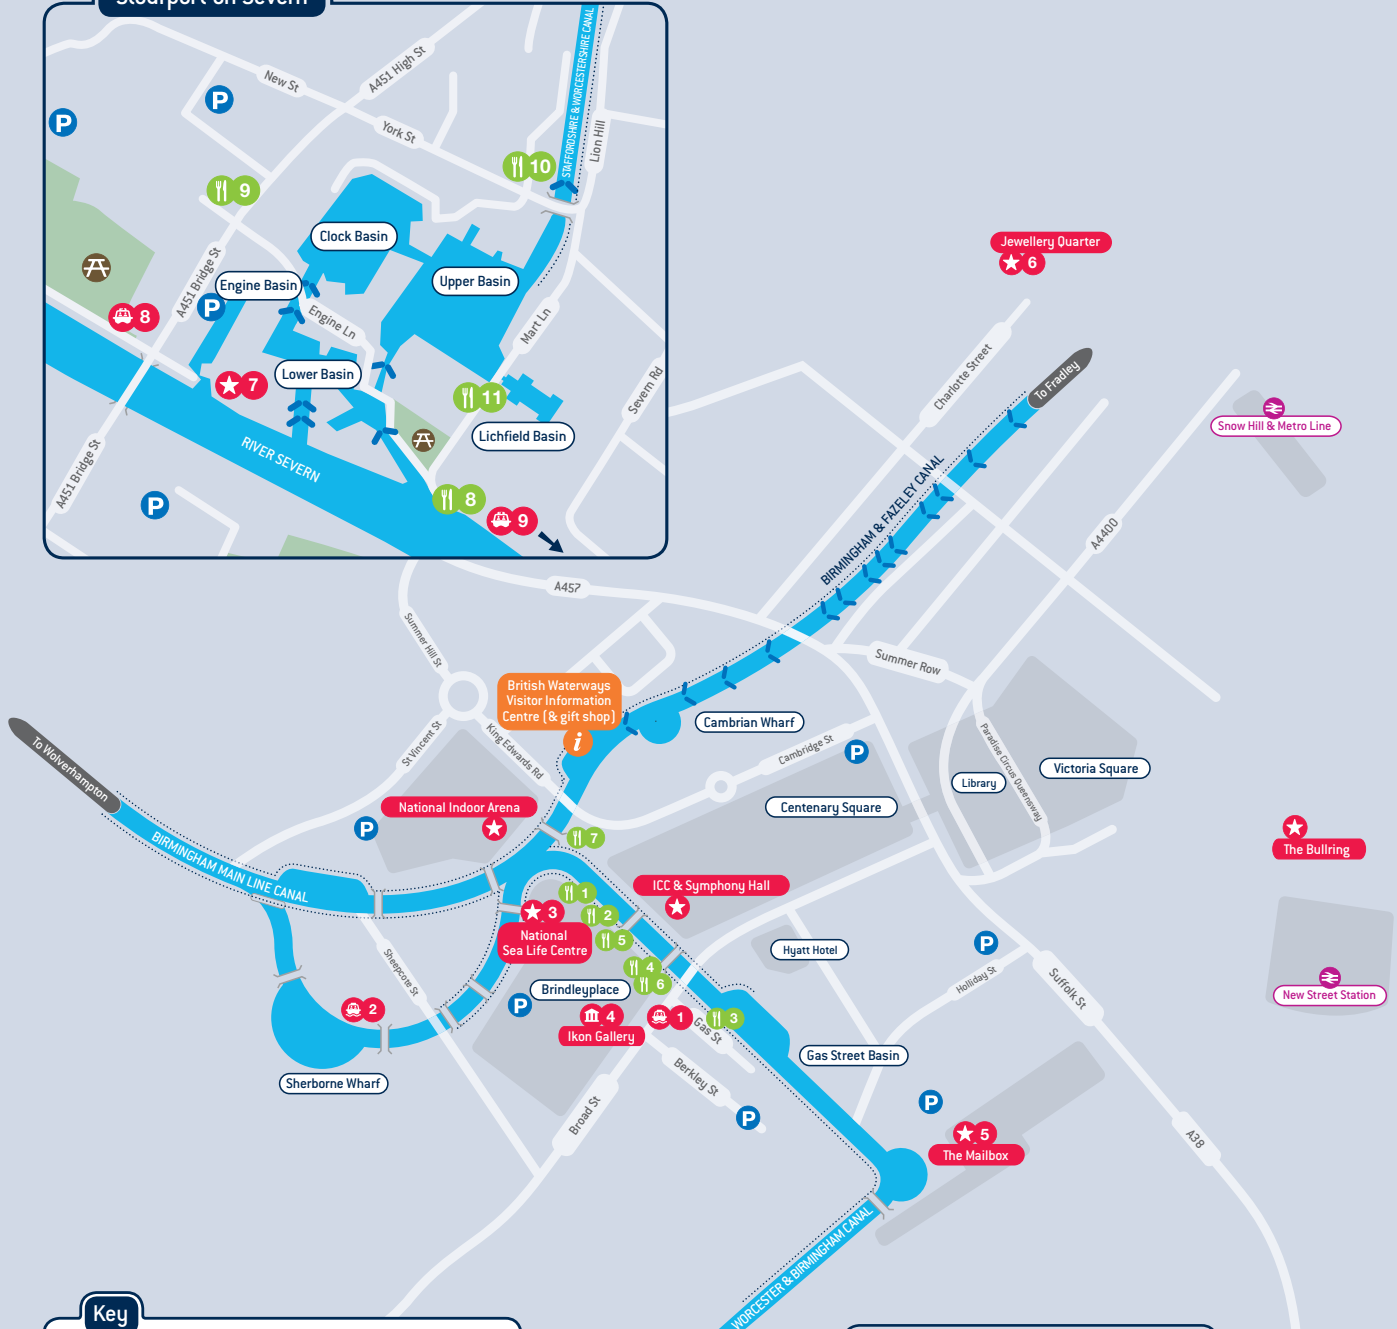 Stourport on Severn
New St
A451 High St
York St
STAFFORDSHIRE & WORCESTERSHIRE CANAL
Lion Hill
P
P
10
9
Clock Basin
A451 Bridge St
Engine Basin
Upper Basin
8
P
Engine Ln
Mart Ln
Lower Basin
7
Severn Rd
11
Lichfield Basin
RIVER SEVERN
A451 Bridge St
P
8
9
Jewellery Quarter
6
Charlotte Street
To Fradley
Snow Hill & Metro Line
BIRMINGHAM & FAZELEY CANAL
A4400
A457
Summer Hill St
Summer Row
British Waterways
Visitor Information
Centre (& gift shop)
i
Cambrian Wharf
St Vincent St
King Edwards Rd
Cambridge St
P
Paradise Circus Queensway
Victoria Square
Library
To Wolverhampton
National Indoor Arena
Centenary Square
P
7
The Bullring
BIRMINGHAM MAIN LINE CANAL
ICC & Symphony Hall
1
3
2
National
Sea Life Centre
5
Hyatt Hotel
P
Sheepcote St
4
6
Holliday St
Suffolk St
New Street Station
Brindleyplace
P
2
4
1
3
Ikon Gallery
Gas St
Gas Street Basin
Sherborne Wharf
Berkley St
Broad St
P
P
5
The Mailbox
A38
WORCESTER & BIRMINGHAM CANAL
Key